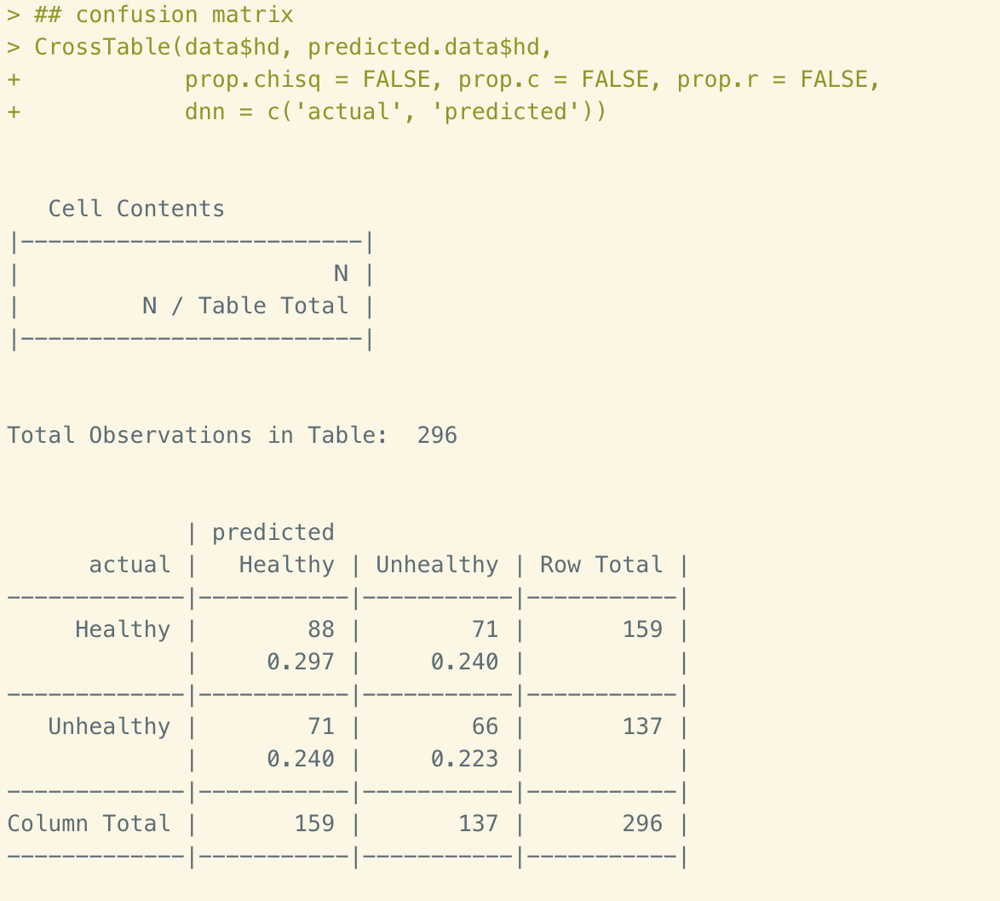 > ## confusion matrix
> CrossTable(data$hd, predicted.data$hd,
+            prop.chisq = FALSE, prop.c = FALSE, prop.r = FALSE,
+            dnn = c('actual', 'predicted'))
   Cell Contents
|-------------------------|
|                       N |
|         N / Table Total |
|-------------------------|
Total Observations in Table:  296
             | predicted
      actual |   Healthy | Unhealthy | Row Total |
-------------|-----------|-----------|-----------|
     Healthy |        88 |        71 |       159 |
             |     0.297 |     0.240 |           |
-------------|-----------|-----------|-----------|
   Unhealthy |        71 |        66 |       137 |
             |     0.240 |     0.223 |           |
-------------|-----------|-----------|-----------|
Column Total |       159 |       137 |       296 |
-------------|-----------|-----------|-----------|